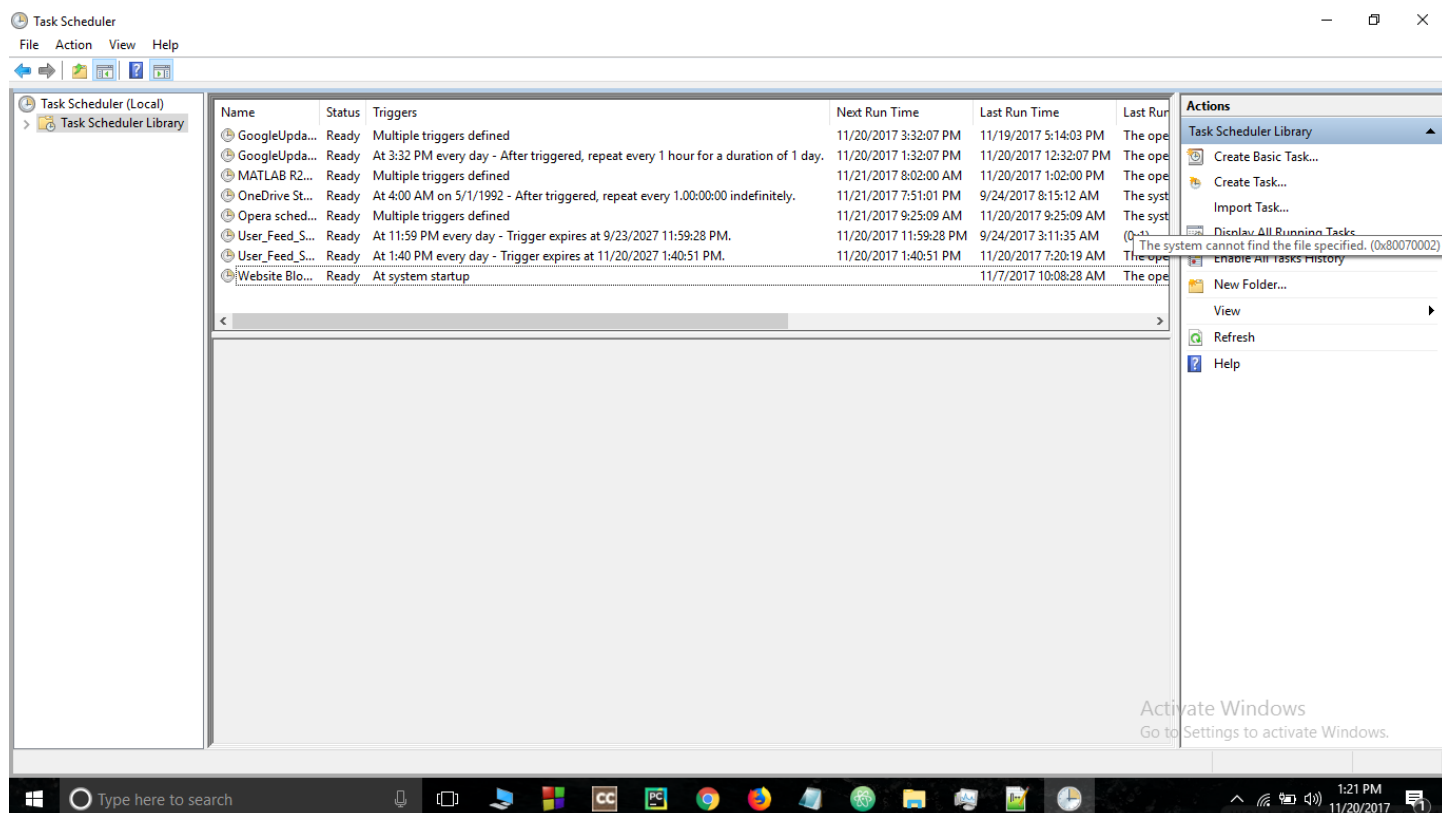 Task Scheduler
File Action View Help
Task Scheduler (Local)
Task Scheduler Library
Name Status Triggers Next Run Time Last Run Time Last Run
GoogleUpda... Ready Multiple triggers defined 11/20/2017 3:32:07 PM 11/19/2017 5:14:03 PM The ope
GoogleUpda... Ready At 3:32 PM every day - After triggered, repeat every 1 hour for a duration of 1 day. 11/20/2017 1:32:07 PM 11/20/2017 12:32:07 PM The ope
MATLAB R2... Ready Multiple triggers defined 11/21/2017 8:02:00 AM 11/20/2017 1:02:00 PM The ope
OneDrive St... Ready At 4:00 AM on 5/1/1992 - After triggered, repeat every 1.00:00:00 indefinitely. 11/21/2017 7:51:01 PM 9/24/2017 8:15:12 AM The syst
Opera sched... Ready Multiple triggers defined 11/21/2017 9:25:09 AM 11/20/2017 9:25:09 AM The syst
User_Feed_S... Ready At 11:59 PM every day - Trigger expires at 9/23/2027 11:59:28 PM. 11/20/2017 11:59:28 PM 9/24/2017 3:11:35 AM (0x1)
User_Feed_S... Ready At 1:40 PM every day - Trigger expires at 11/20/2027 1:40:51 PM. 11/20/2017 1:40:51 PM 11/20/2017 7:20:19 AM The ope
Website Blo... Ready At system startup 11/7/2017 10:08:28 AM The ope
Actions
Task Scheduler Library
Create Basic Task...
Create Task...
Import Task...
Display All Running Tasks
The system cannot find the file specified. (0x80070002)
Enable All Tasks History
New Folder...
View
Refresh
Help
Activate Windows
Go to Settings to activate Windows.
Type here to search
CC
PC
1:21 PM
11/20/2017
1